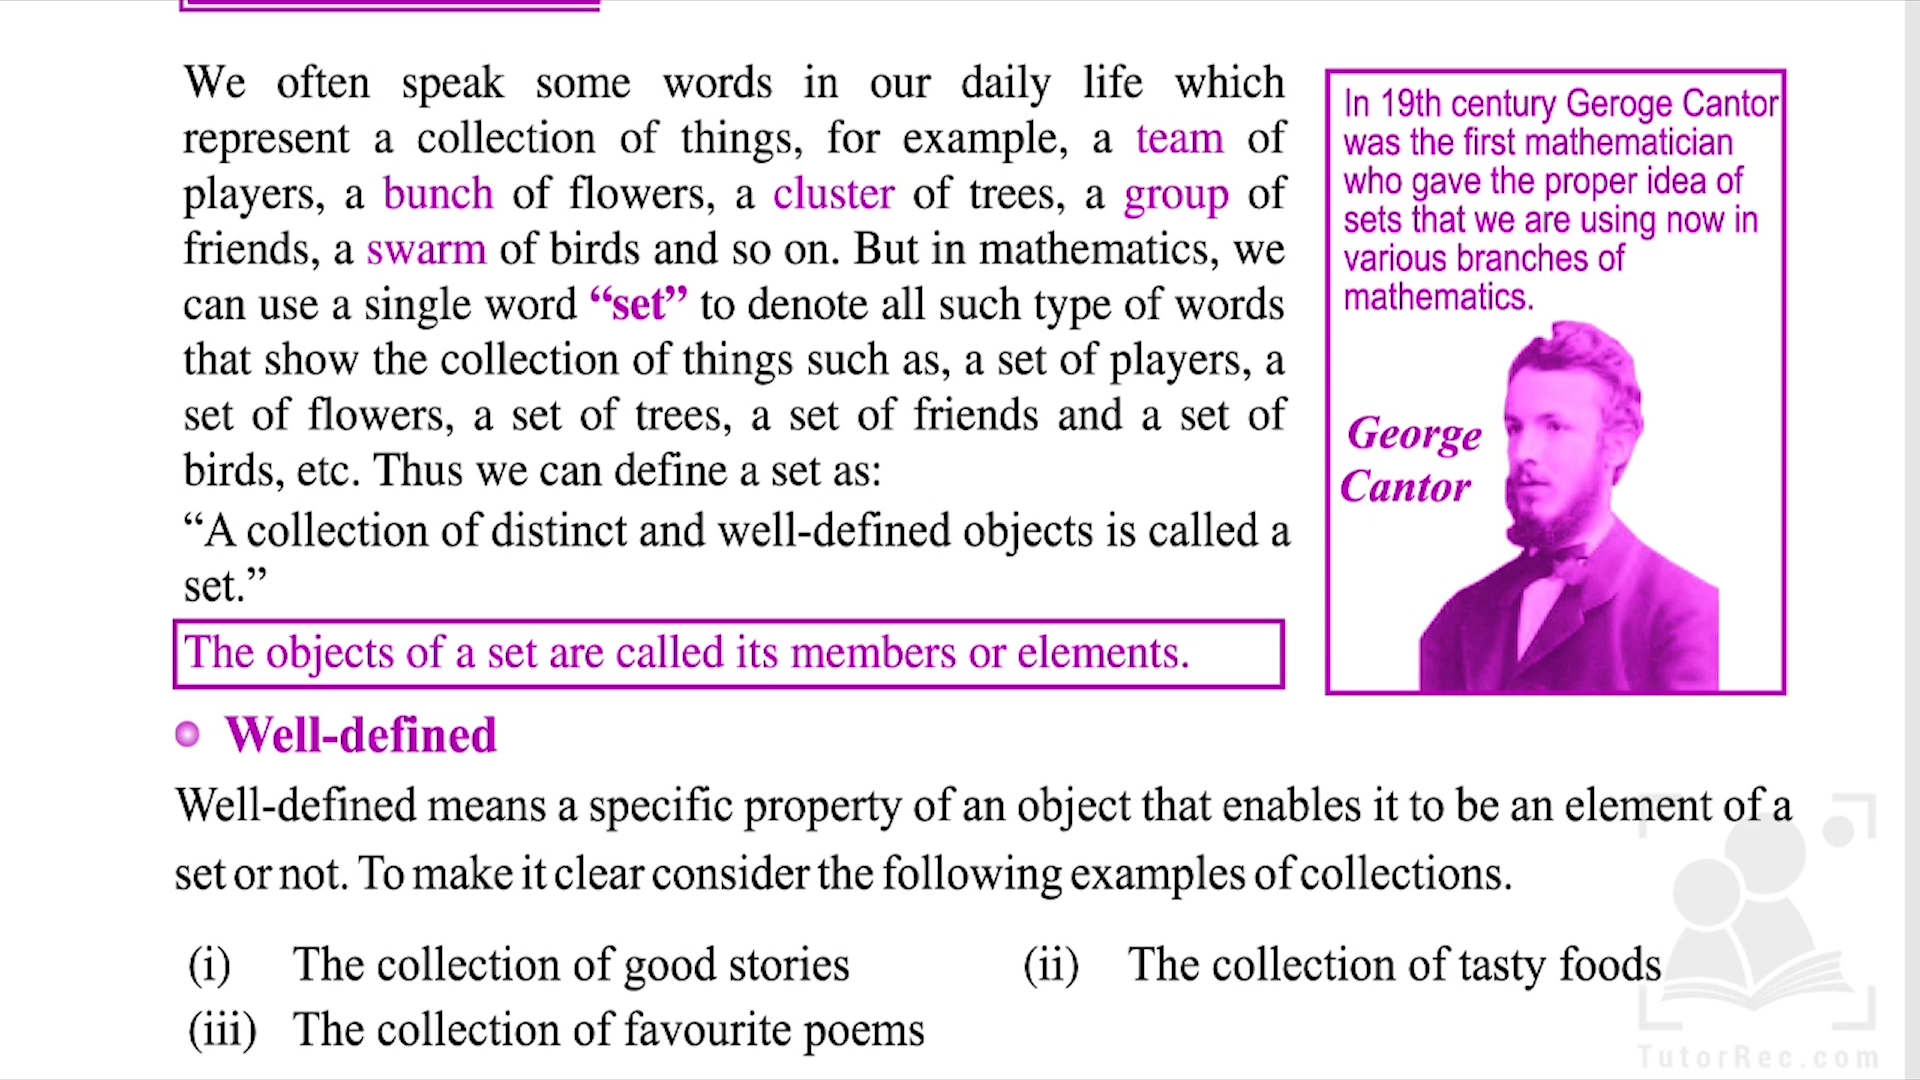 We often speak some words in our daily life which
represent a collection of things, for example, a team of
players, a bunch of flowers, a cluster of trees, a group of
friends, a swarm of birds and so on. But in mathematics, we
can use a single word “set” to denote all such type of words
that show the collection of things such as, a set of players, a
set of flowers, a set of trees, a set of friends and a set of
birds, etc. Thus we can define a set as:
“A collection of distinct and well-defined objects is called a
set.”
The objects of a set are called its members or elements.
In 19th century Geroge Cantor
was the first mathematician
who gave the proper idea of
sets that we are using now in
various branches of
mathematics.
George
Cantor
Well-defined
Well-defined means a specific property of an object that enables it to be an element of a
set or not. To make it clear consider the following examples of collections.
(i) The collection of good stories (ii) The collection of tasty foods
(iii) The collection of favourite poems
TutorRec.com